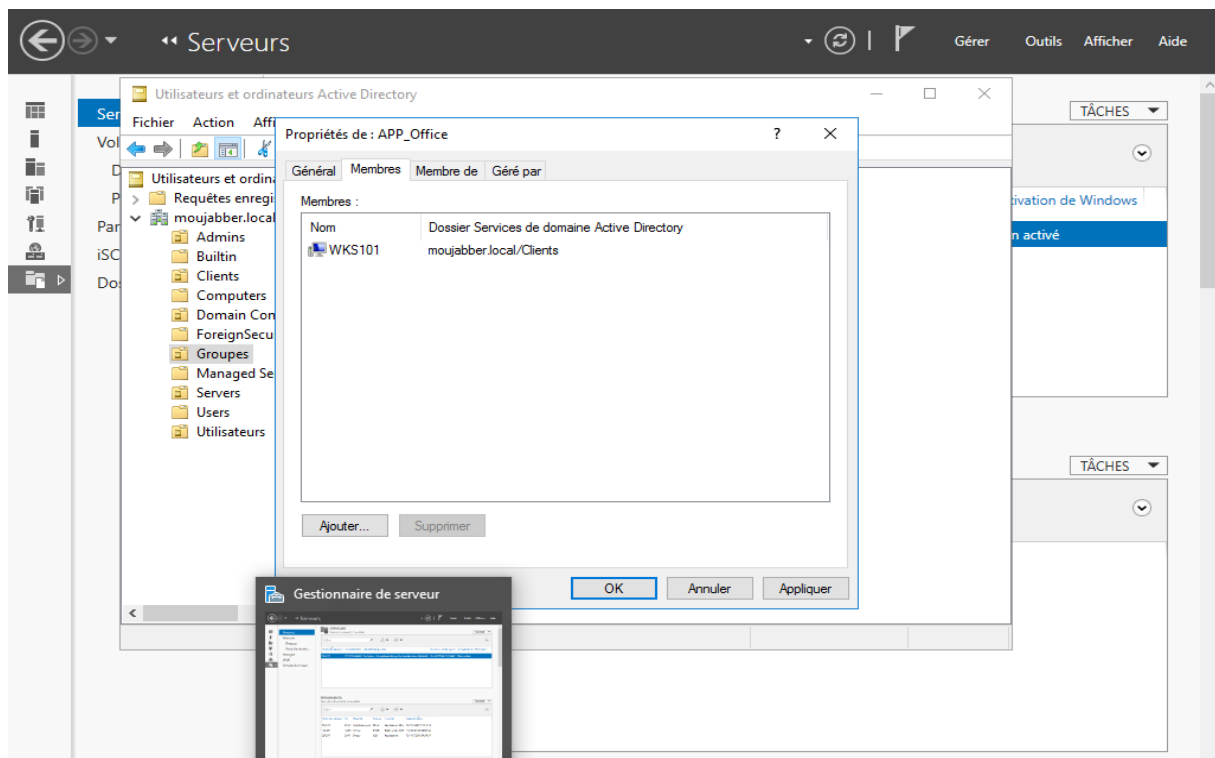 Serveurs
Gérer Outils Afficher Aide
Utilisateurs et ordinateurs Active Directory
Fichier Action Affi
Propriétés de : APP_Office ?
Général Membres Membre de Géré par
Membres :
Nom Dossier Services de domaine Active Directory
WKS101 moujabber.local/Clients
Ajouter... Supprimer
OK Annuler Appliquer
Ser
Vol
D
P
Par
iSC
Dos
Utilisateurs et ordina
Requêtes enregi
moujabber.local
Admins
Builtin
Clients
Computers
Domain Con
ForeignSecu
Groupes
Managed Se
Servers
Users
Utilisateurs
TÂCHES
tivation de Windows
n activé
TÂCHES
Gestionnaire de serveur